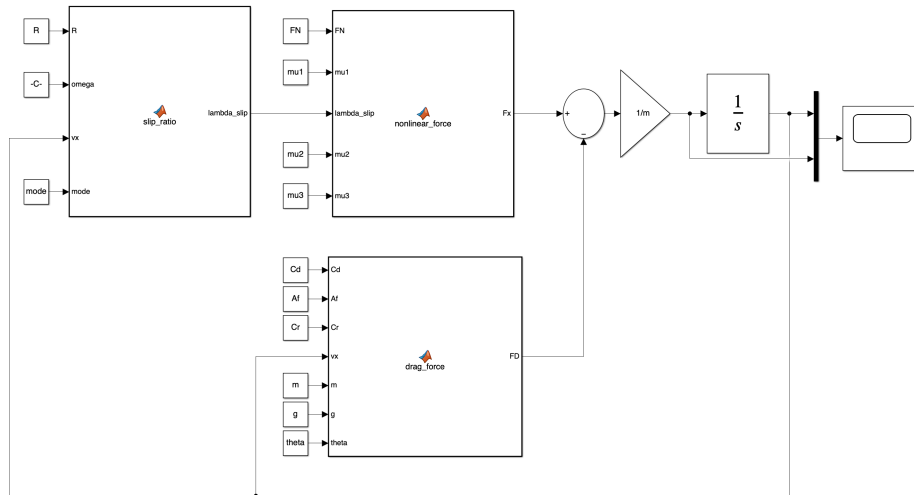 R
R
-C-
omega
vx
mode
mode
lambda_slip
slip_ratio
FN
FN
mu1
mu1
lambda_slip
mu2
mu2
mu3
mu3
Fx
nonlinear_force
+
−
1/m
1
s
Cd
Cd
Af
Af
Cr
Cr
vx
m
m
g
g
theta
theta
FD
drag_force